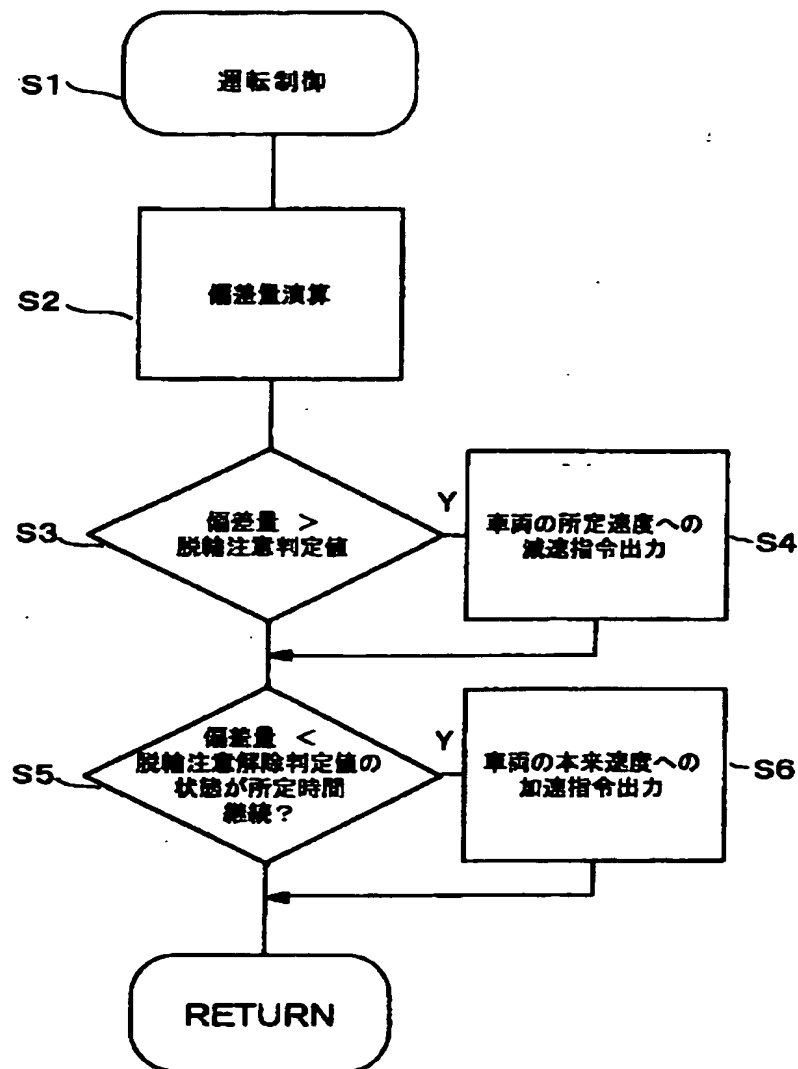 S1
運転制御
S2
偏差量演算
S3
偏差量 >
脱輪注意判定値
Y
車両の所定速度への
減速指令出力
S4
S5
偏差量 <
脱輪注意解除判定値の
状態が所定時間
継続?
Y
車両の本来速度への
加速指令出力
S6
RETURN